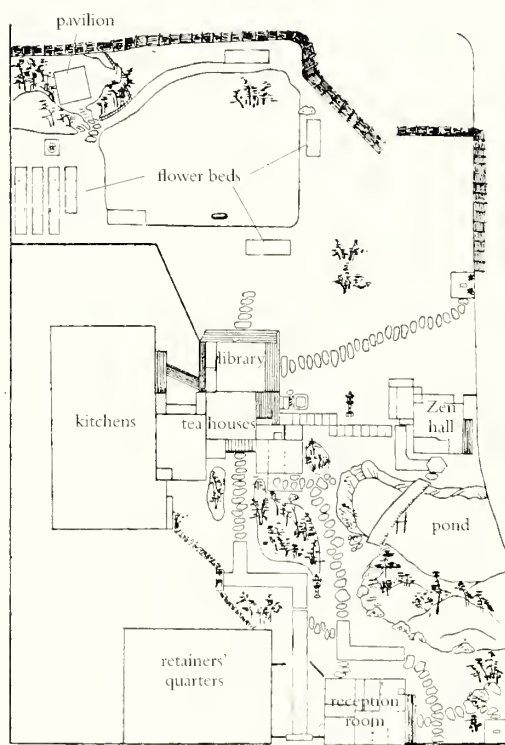 pavilion
flower beds
library
kitchens
tea houses
Zen
hall
pond
retainers'
quarters
reception
room